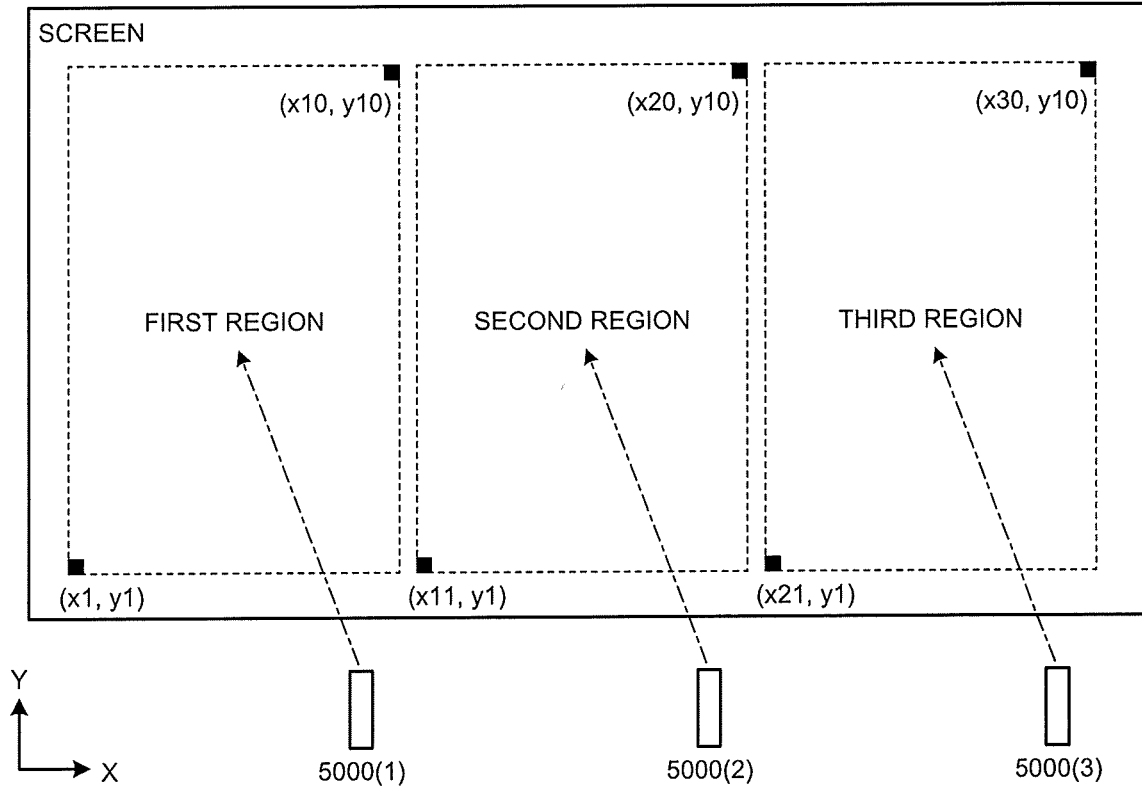 SCREEN
(x10, y10)
(x20, y10)
(x30, y10)
FIRST REGION
SECOND REGION
THIRD REGION
(x1, y1)
(x11, y1)
(x21, y1)
Y
X
5000(1)
5000(2)
5000(3)